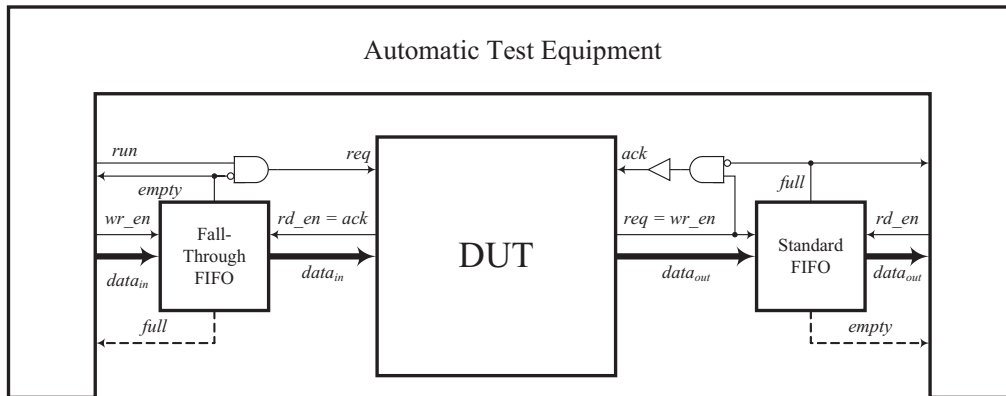 Automatic Test Equipment
run
req
ack
empty
full
wr_en
rd_en = ack
req = wr_en
rd_en
Fall-
Through
FIFO
DUT
Standard
FIFO
data_in
data_in
data_out
data_out
full
empty